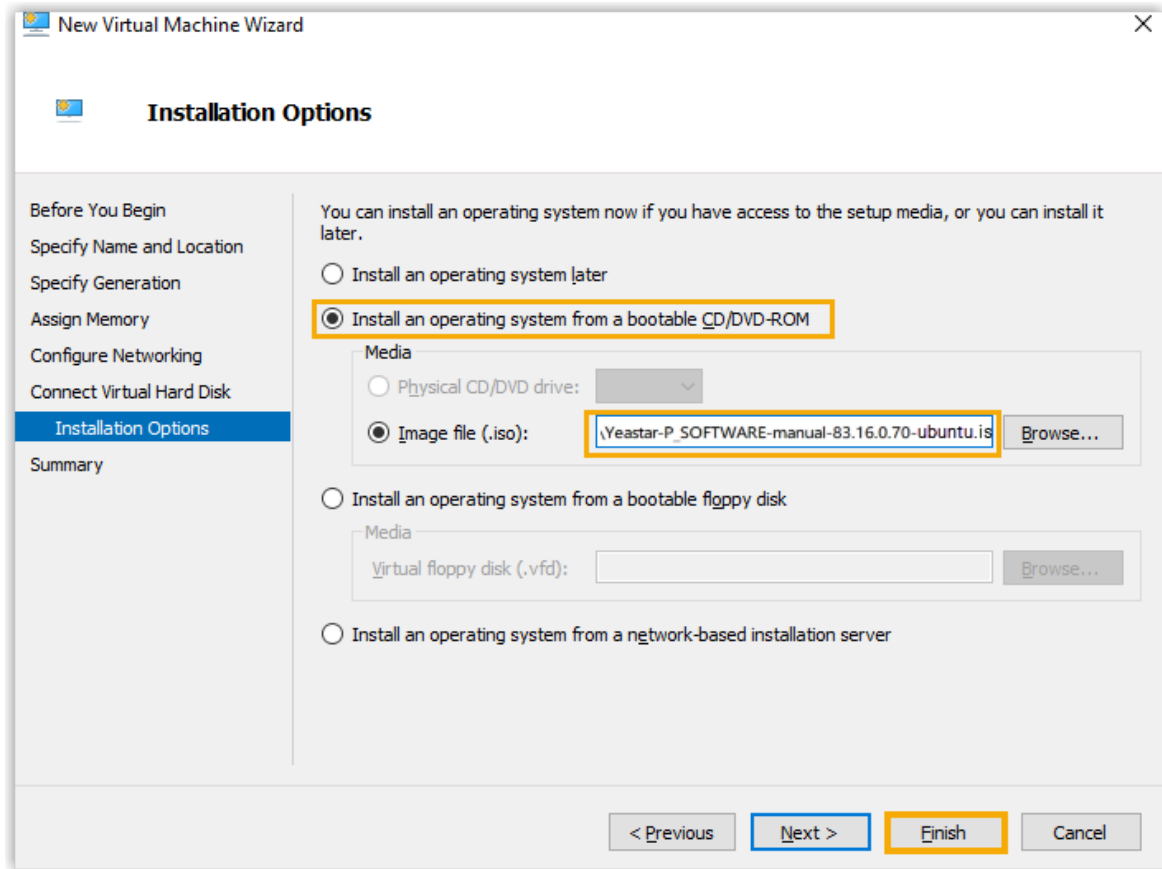 New Virtual Machine Wizard
Installation Options
Before You Begin
Specify Name and Location
Specify Generation
Assign Memory
Configure Networking
Connect Virtual Hard Disk
Installation Options
Summary
You can install an operating system now if you have access to the setup media, or you can install it
later.
Install an operating system later
Install an operating system from a bootable CD/DVD-ROM
Media
Physical CD/DVD drive:
Image file (.iso):
\Yeastar-P_SOFTWARE-manual-83.16.0.70-ubuntu.is
Browse...
Install an operating system from a bootable floppy disk
Media
Virtual floppy disk (.vfd):
Browse...
Install an operating system from a network-based installation server
< Previous
Next >
Finish
Cancel